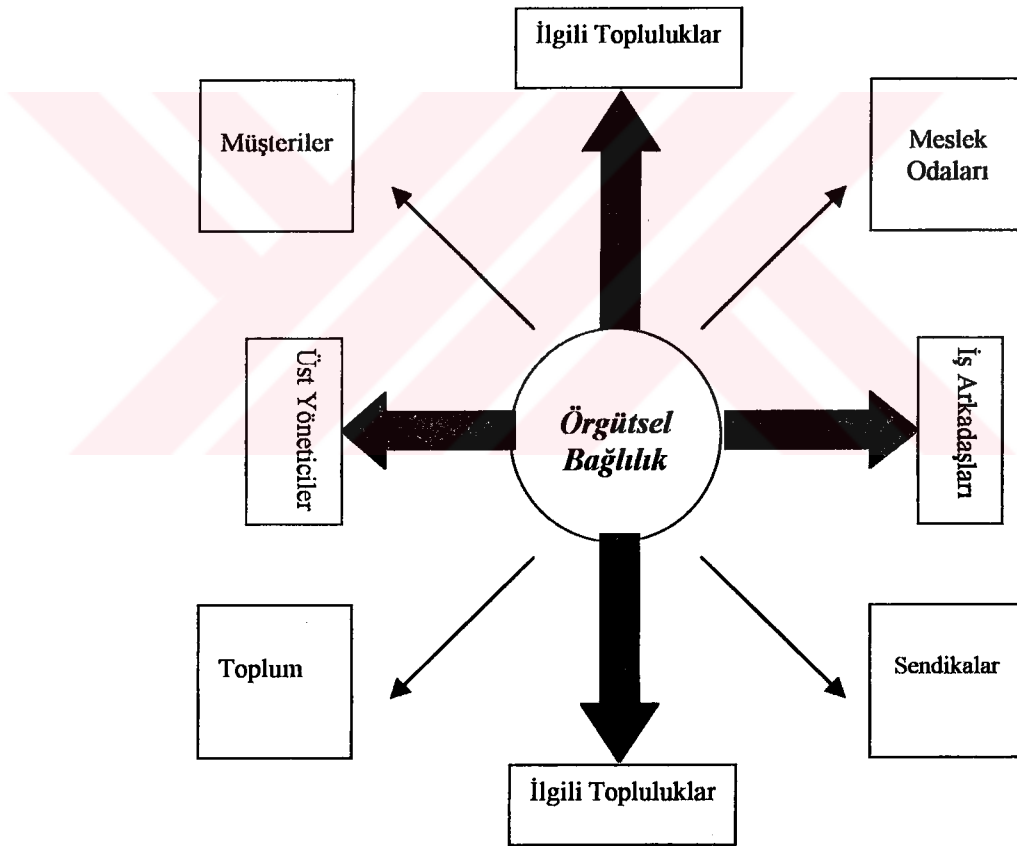 İlgili Topluluklar
Müşteriler
Meslek
Odaları
Üst Yöneticiler
Örgütsel
Bağlılık
İş Arkadaşları
Toplum
Sendikalar
İlgili Topluluklar